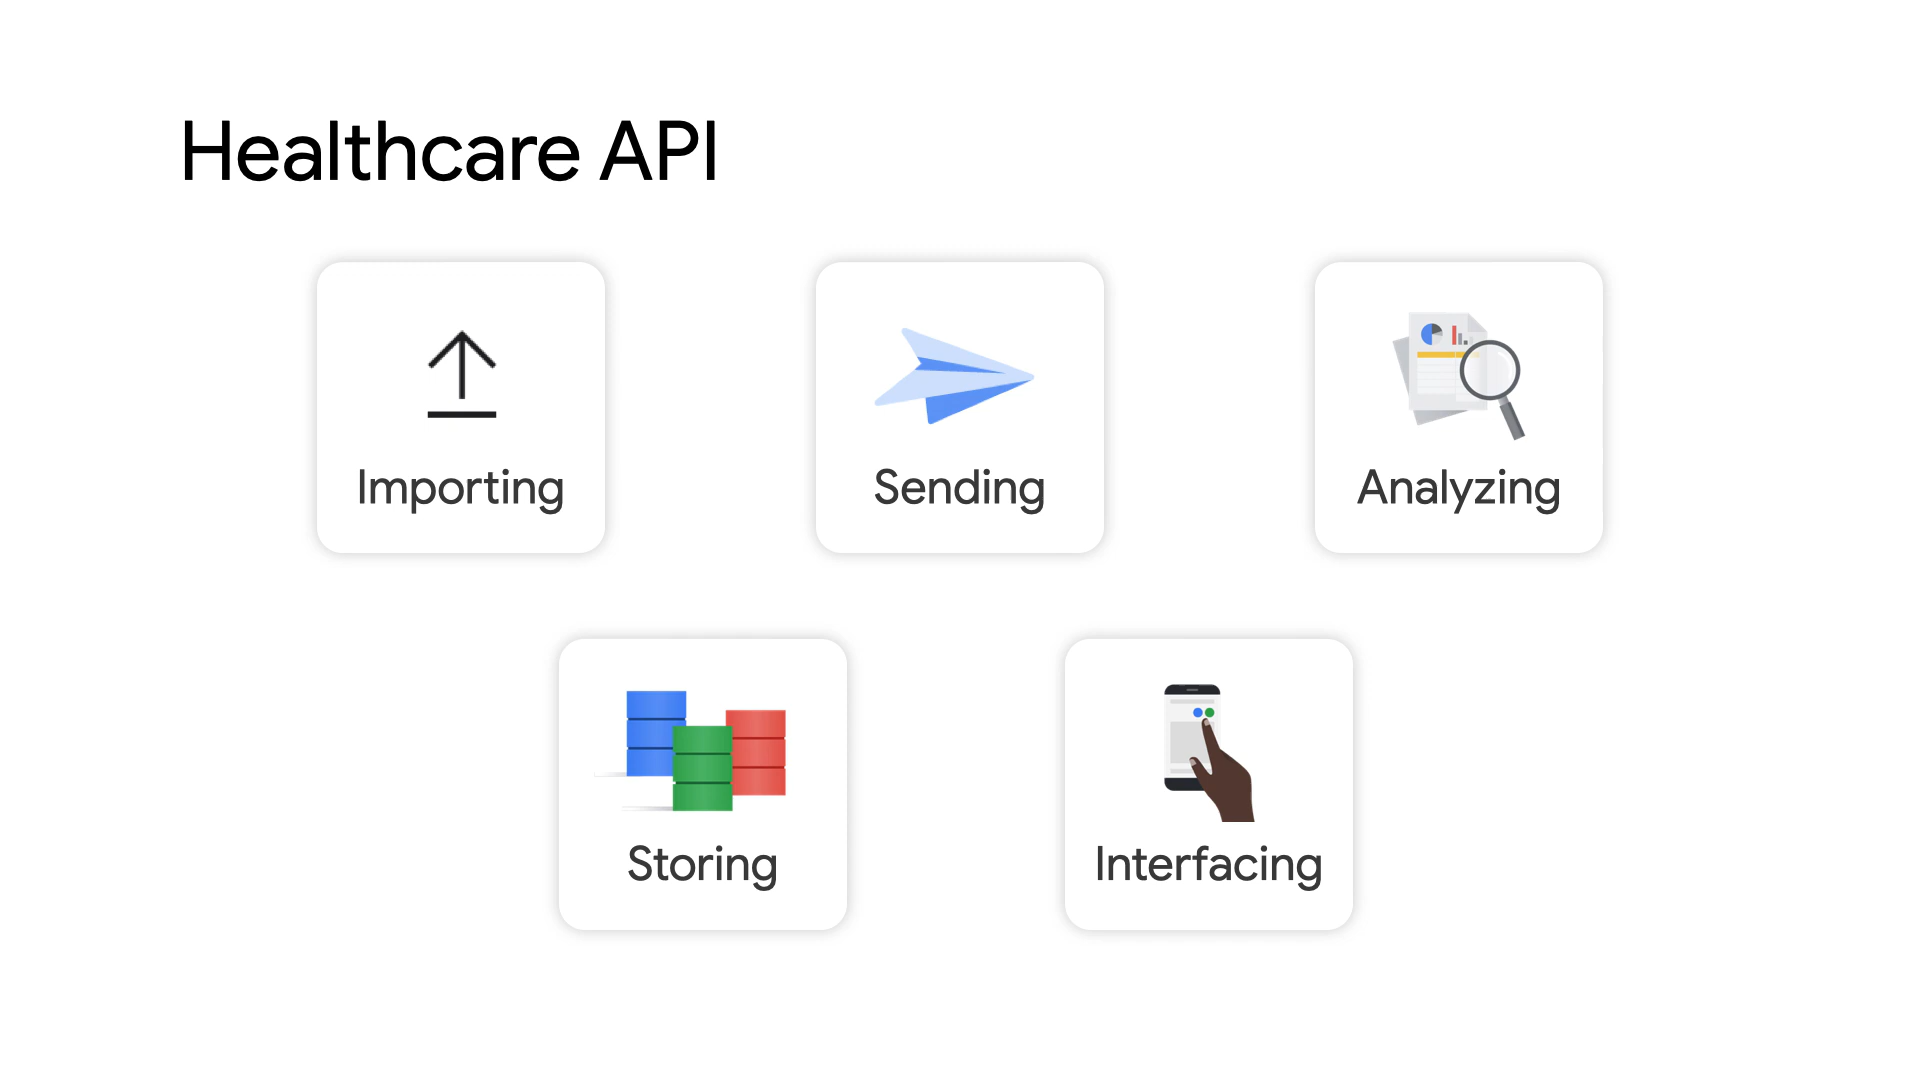 Healthcare API
Importing
Sending
Analyzing
Storing
Interfacing